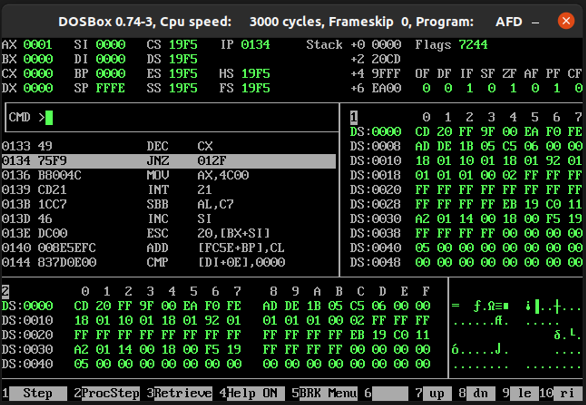 DOSBox 0.74-3, Cpu speed: 3000 cycles, Frameskip 0, Program: AFD
AX 0001 SI 0000 CS 19F5 IP 0134 Stack +0 0000 Flags 7244
BX 0000 DI 0000 DS 19F5 +2 20CD
CX 0000 BP 0000 ES 19F5 HS 19F5 +4 9FFF OF DF IF SF ZF AF PF CF
DX 0000 SP FFFE SS 19F5 FS 19F5 +6 EA00 0 0 1 0 1 0 1 0
CMD > 1 0 1 2 3 4 5 6 7
DS:0000 CD 20 FF 9F 00 EA F0 FE
0133 49 DEC CX DS:0008 AD DE 1B 05 C5 06 00 00
0134 75F9 JNZ 012F DS:0010 18 01 10 01 18 01 92 01
0136 B8004C MOV AX,4C00 DS:0018 01 01 01 00 02 FF FF FF
0139 CD21 INT 21 DS:0020 FF FF FF FF FF FF FF FF
013B 1CC7 SBB AL,C7 DS:0028 FF FF FF FF EB 19 C0 11
013D 46 INC SI DS:0030 A2 01 14 00 18 00 F5 19
013E DC00 ESC 20,[BX+SI] DS:0038 FF FF FF FF 00 00 00 00
0140 008E5EFC ADD [FC5E+BP],CL DS:0040 05 00 00 00 00 00 00 00
0144 837D0E00 CMP [DI+0E],0000 DS:0048 00 00 00 00 00 00 00 00
2 0 1 2 3 4 5 6 7 8 9 A B C D E F
DS:0000 CD 20 FF 9F 00 EA F0 FE AD DE 1B 05 C5 06 00 00
DS:0010 18 01 10 01 18 01 92 01 01 01 01 00 02 FF FF FF
DS:0020 FF FF FF FF FF FF FF FF FF FF FF FF EB 19 C0 11
DS:0030 A2 01 14 00 18 00 F5 19 FF FF FF FF 00 00 00 00
DS:0040 05 00 00 00 00 00 00 00 00 00 00 00 00 00 00 00
1 Step 2 ProcStep 3 Retrieve 4 Help ON 5 BRK Menu 6 7 up 8 dn 9 le 10 ri